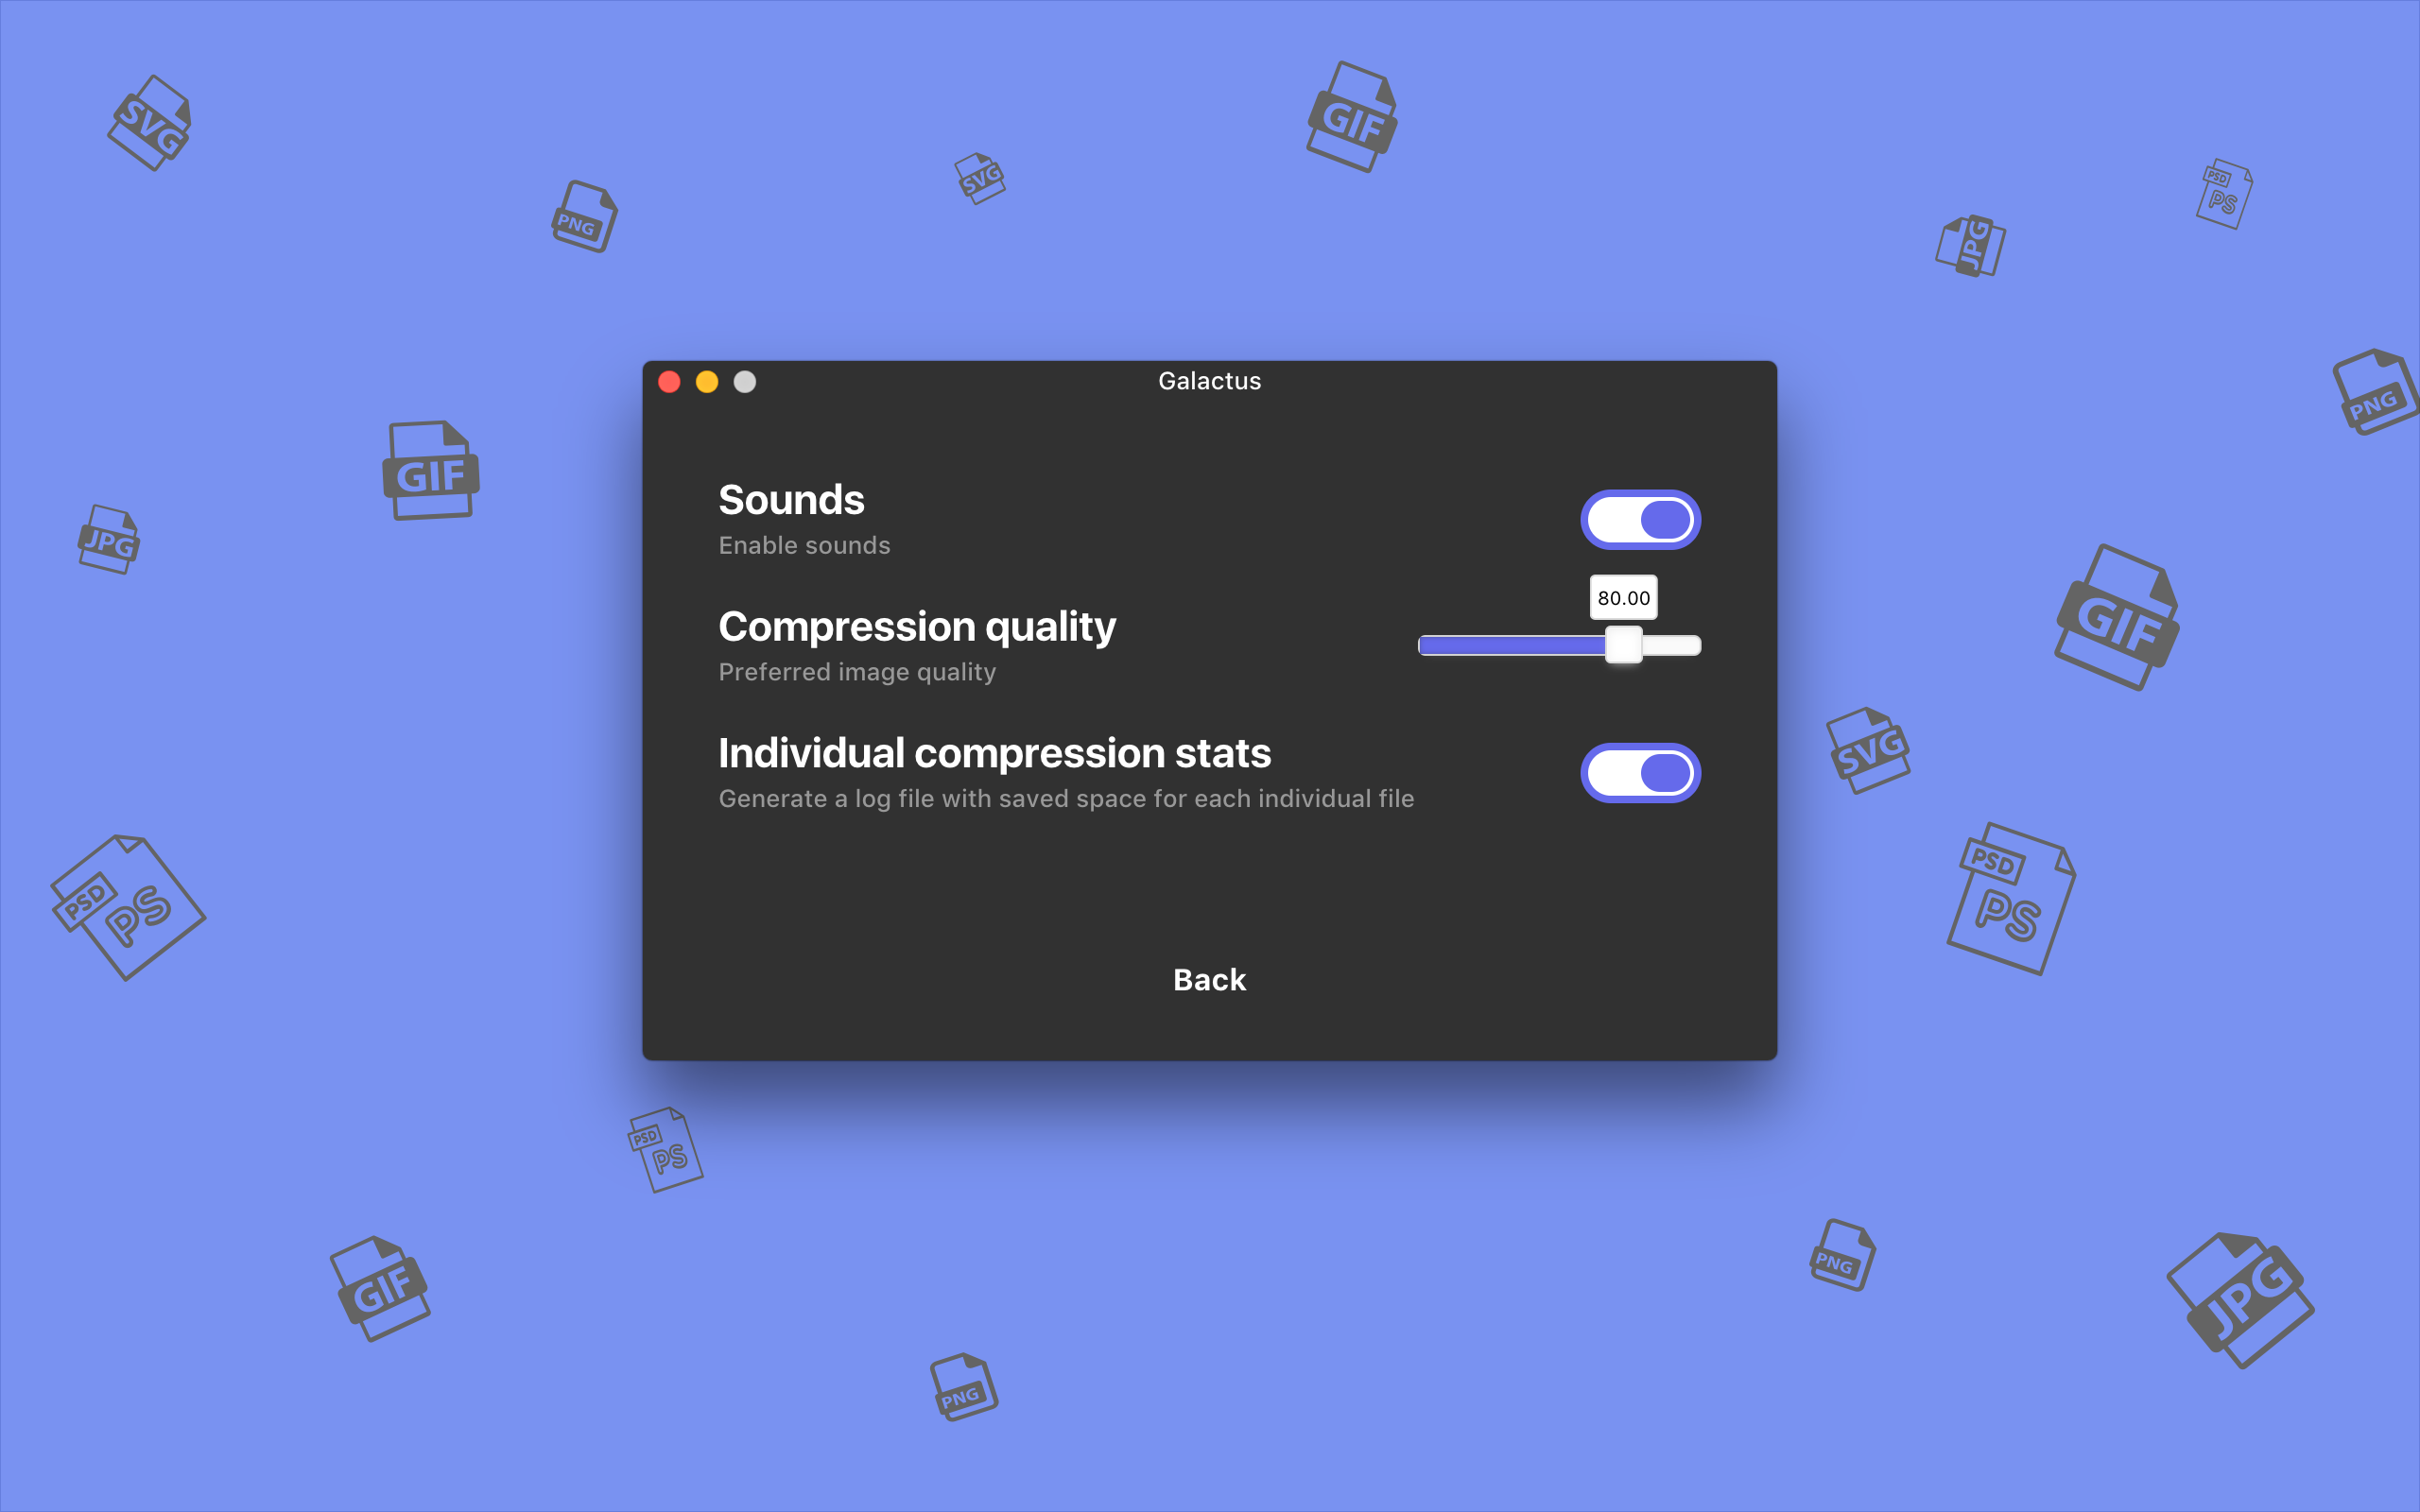 SVG
GIF
SVG
PSD
PS
PNG
JPG
PNG
Galactus
GIF
Sounds
JPG
Enable sounds
80.00
GIF
Compression quality
Preferred image quality
SVG
Individual compression stats
Generate a log file with saved space for each individual file
PSD
PS
PSD
PS
Back
PSD
PS
PNG
GIF
JPG
PNG